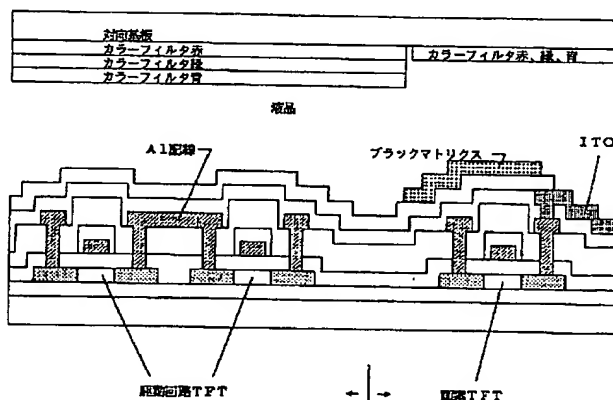 対向基板
カラーフィルタ赤
カラーフィルタ赤、緑、青
カラーフィルタ緑
カラーフィルタ青
液晶
ブラックマトリクス
ITO
Al配線
駆動回路TFT
画素TFT